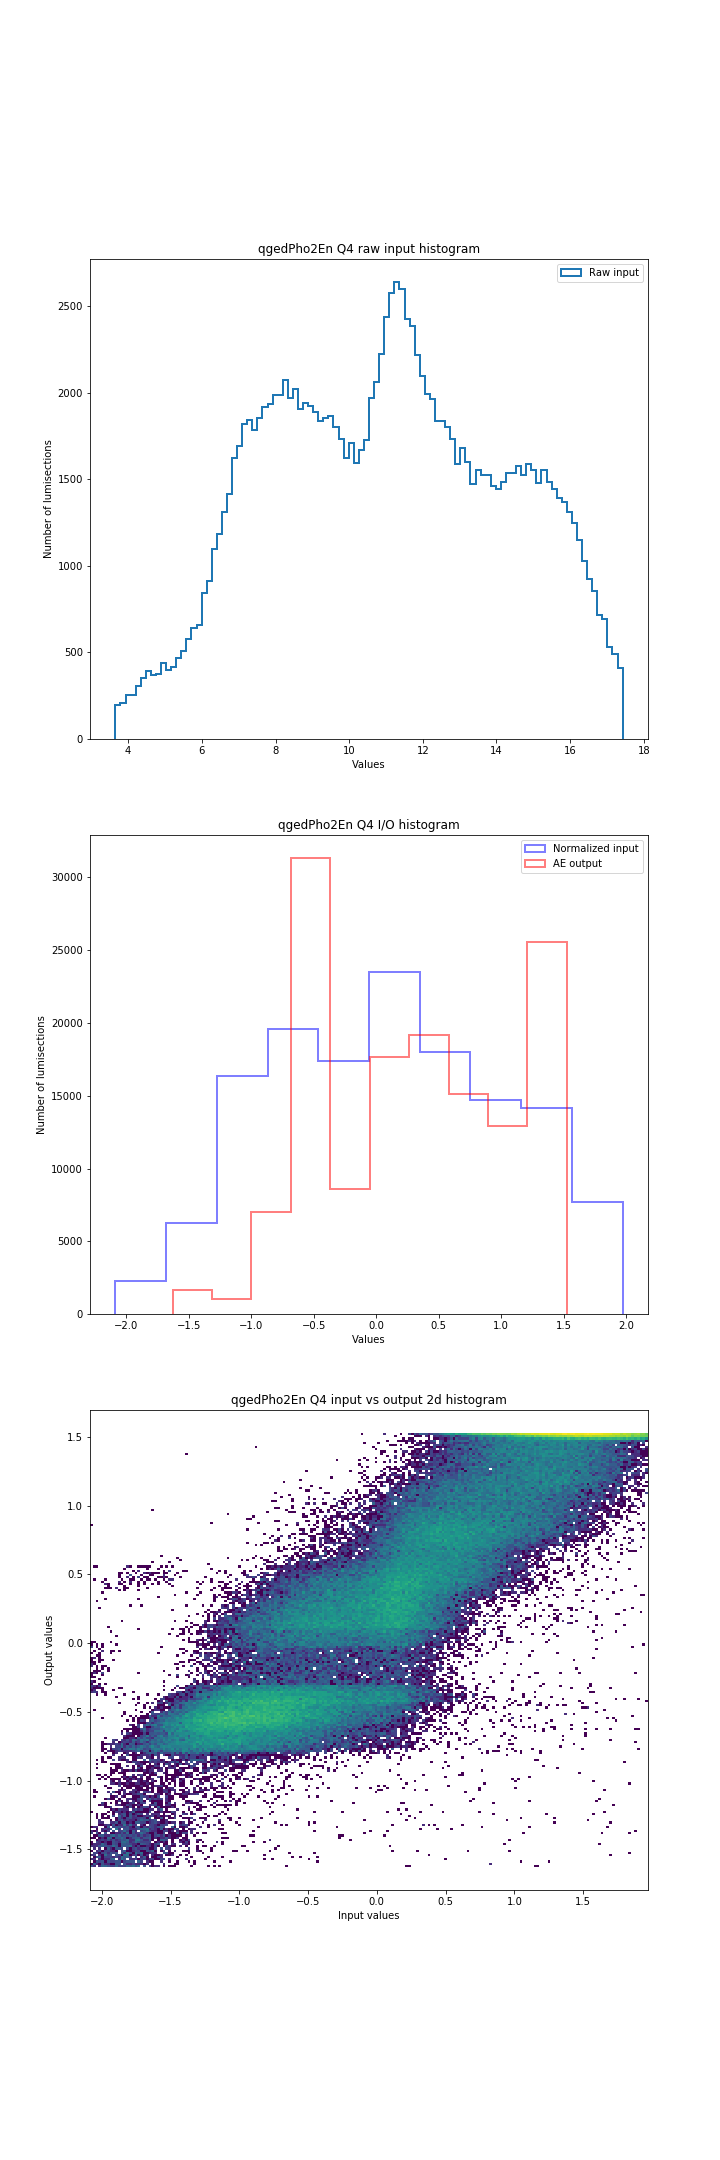 qgedPho2En Q4 raw input histogram
Raw input
2500
2000
1500
1000
500
0
Number of lumisections
4 6 8 10 12 14 16 18
Values
qgedPho2En Q4 I/O histogram
Normalized input
AE output
30000
25000
20000
15000
10000
5000
0
Number of lumisections
−2.0 −1.5 −1.0 −0.5 0.0 0.5 1.0 1.5 2.0
Values
qgedPho2En Q4 input vs output 2d histogram
1.5
1.0
0.5
0.0
−0.5
−1.0
−1.5
Output values
−2.0 −1.5 −1.0 −0.5 0.0 0.5 1.0 1.5
Input values